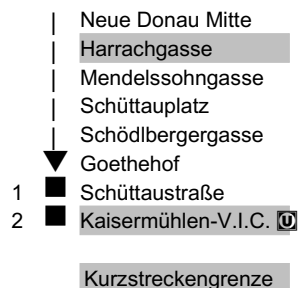 Neue Donau Mitte
Harrachgasse
Mendelssohngasse
Schüttauplatz
Schödlbergergasse
Goethehof
1 Schüttaustraße
2 Kaisermühlen-V.I.C. U
Kurzstreckengrenze